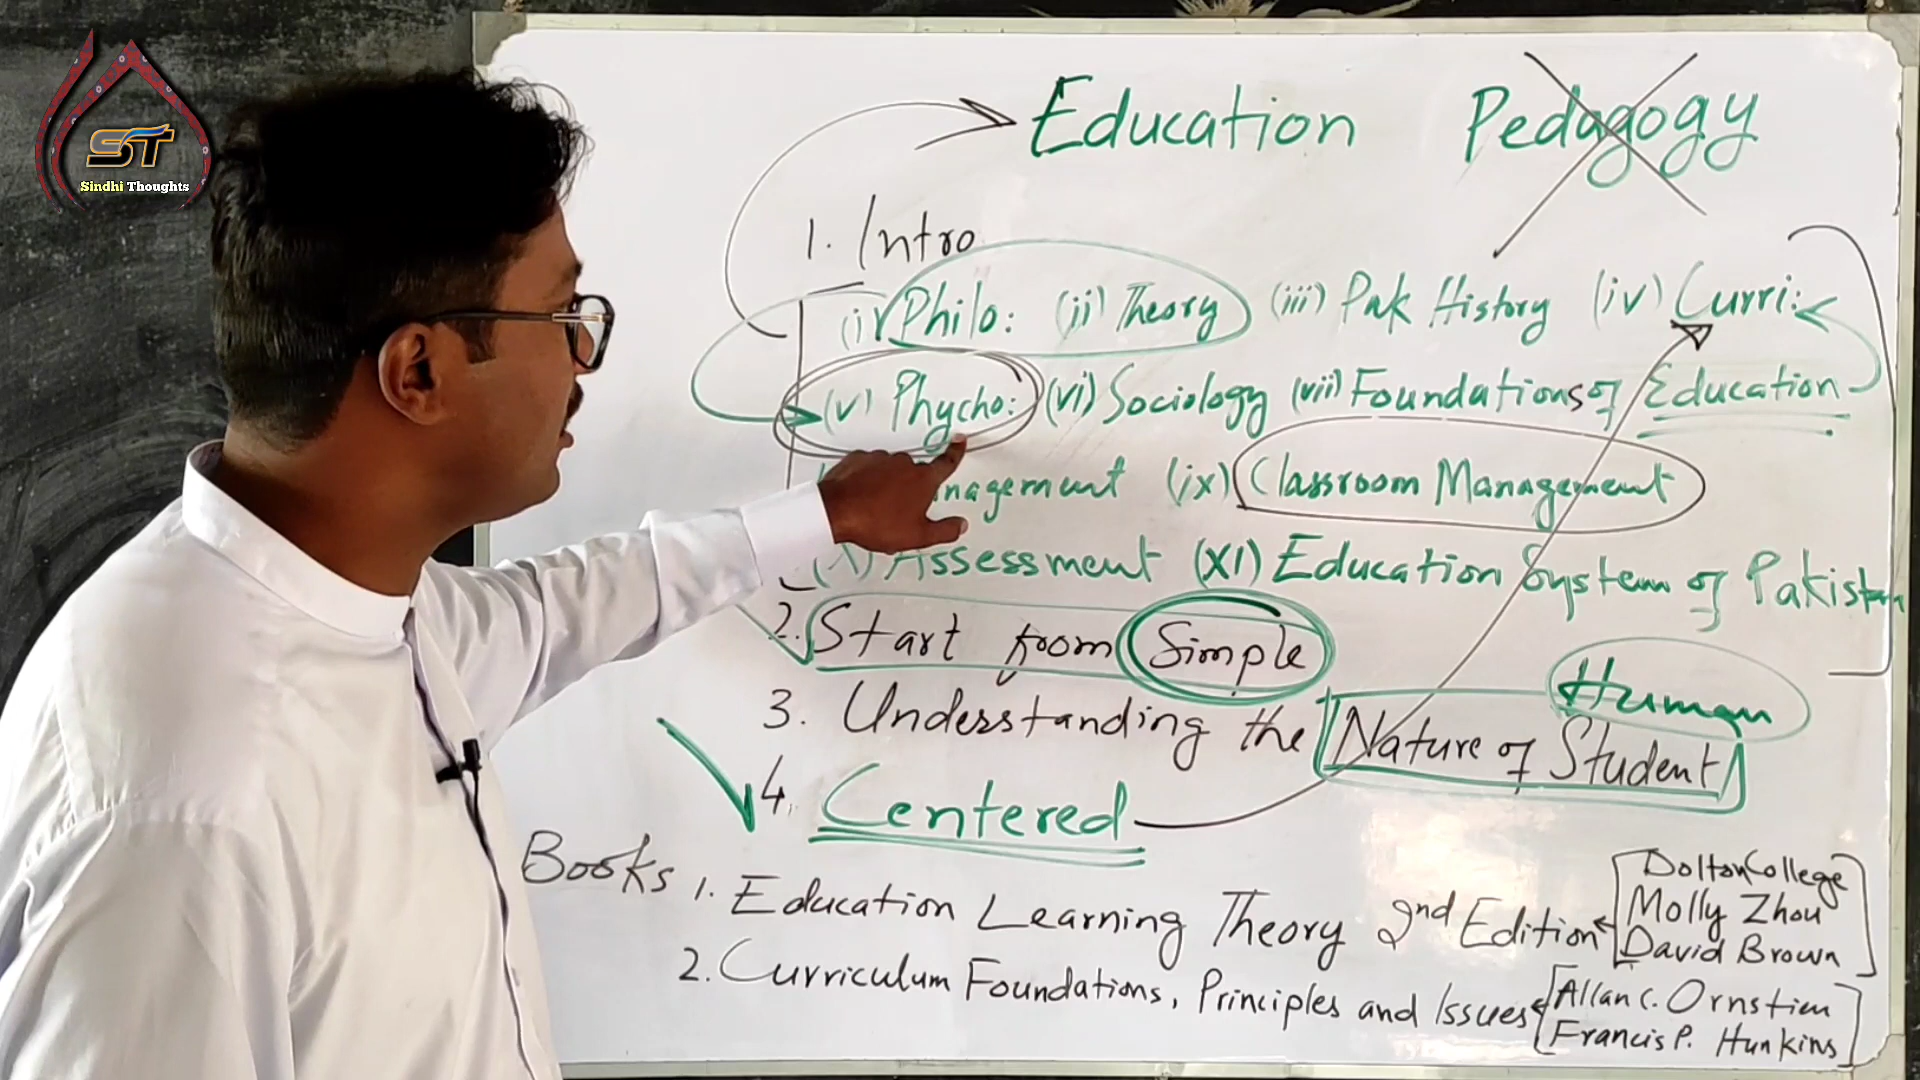 ST
Sindhi Thoughts
Education Pedagogy
1. Intro
(i) Philo: (ii) Theory (iii) Pak History (iv) Curri:
(v) Phycho: (vi) Sociology (vii) Foundations of Education
nagement (ix) Classroom Management
Assessment (XI) Education System of Pakistan
2. Start from Simple
Human
3. Understanding the Nature of Student
4. Centered
Books 1. Education Learning Theory 2nd Edition
Dolton College
Molly Zhou
David Brown
2. Curriculum Foundations, Principles and Issues
Allan C. Ornstien
Francis P. Hunkins